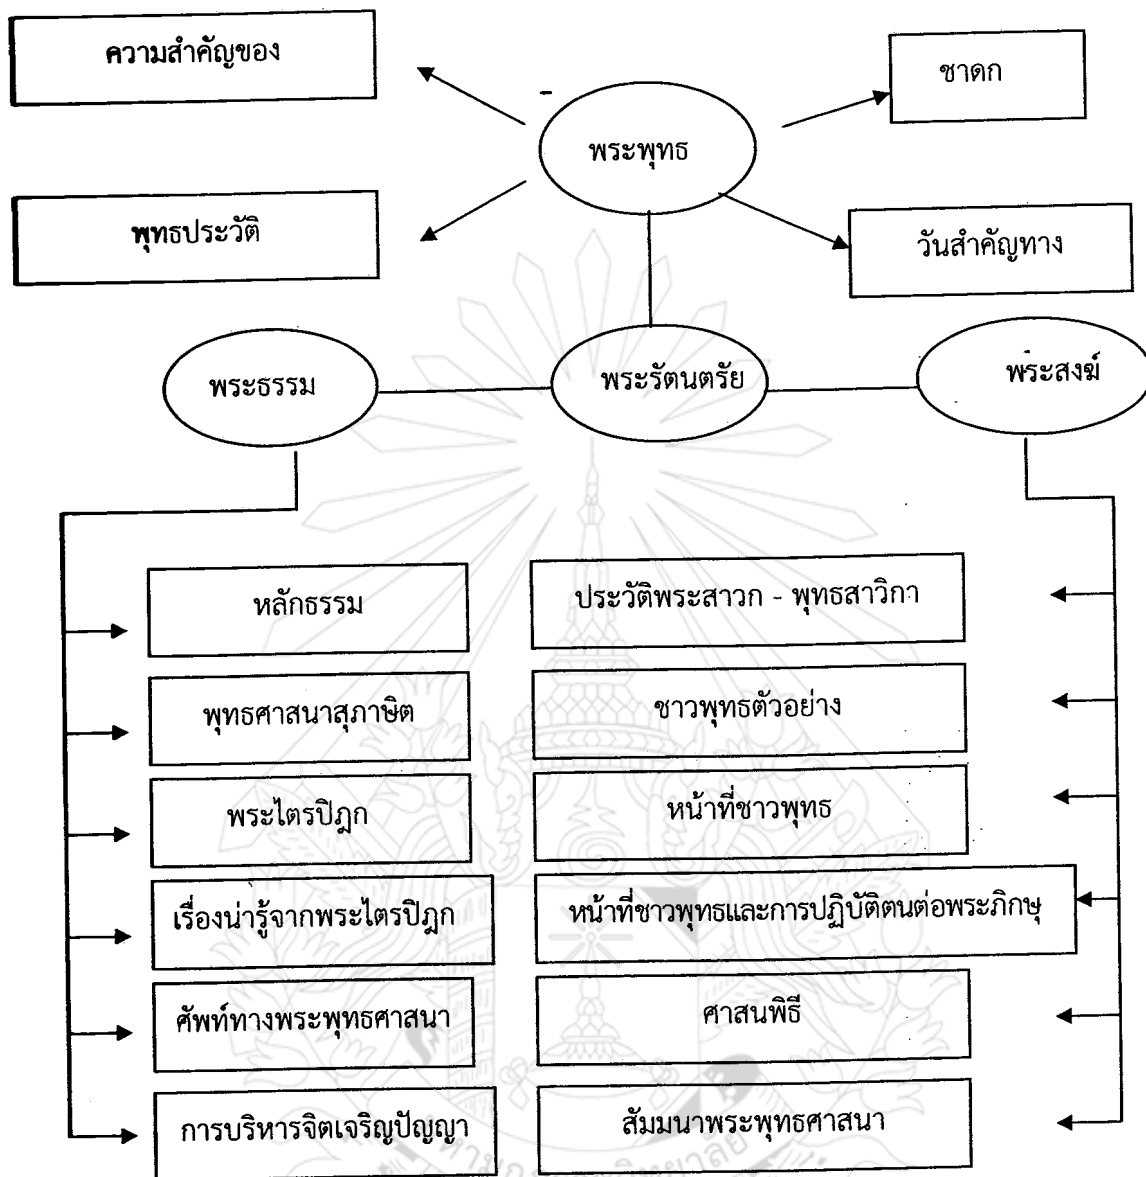 ความสำคัญของ
ชาดก
พระพุทธ
พุทธประวัติ
วันสำคัญทาง
พระธรรม
พระรัตนตรัย
พระสงฆ์
หลักธรรม
ประวัติพระสาวก - พุทธสาวิกา
พุทธศาสนาสุภาษิต
ชาวพุทธตัวอย่าง
พระไตรปิฎก
หน้าที่ชาวพุทธ
เรื่องน่ารู้จากพระไตรปิฎก
หน้าที่ชาวพุทธและการปฏิบัติตนต่อพระภิกษุ
ศัพท์ทางพระพุทธศาสนา
ศาสนพิธี
การบริหารจิตเจริญปัญญา
สัมมนาพระพุทธศาสนา